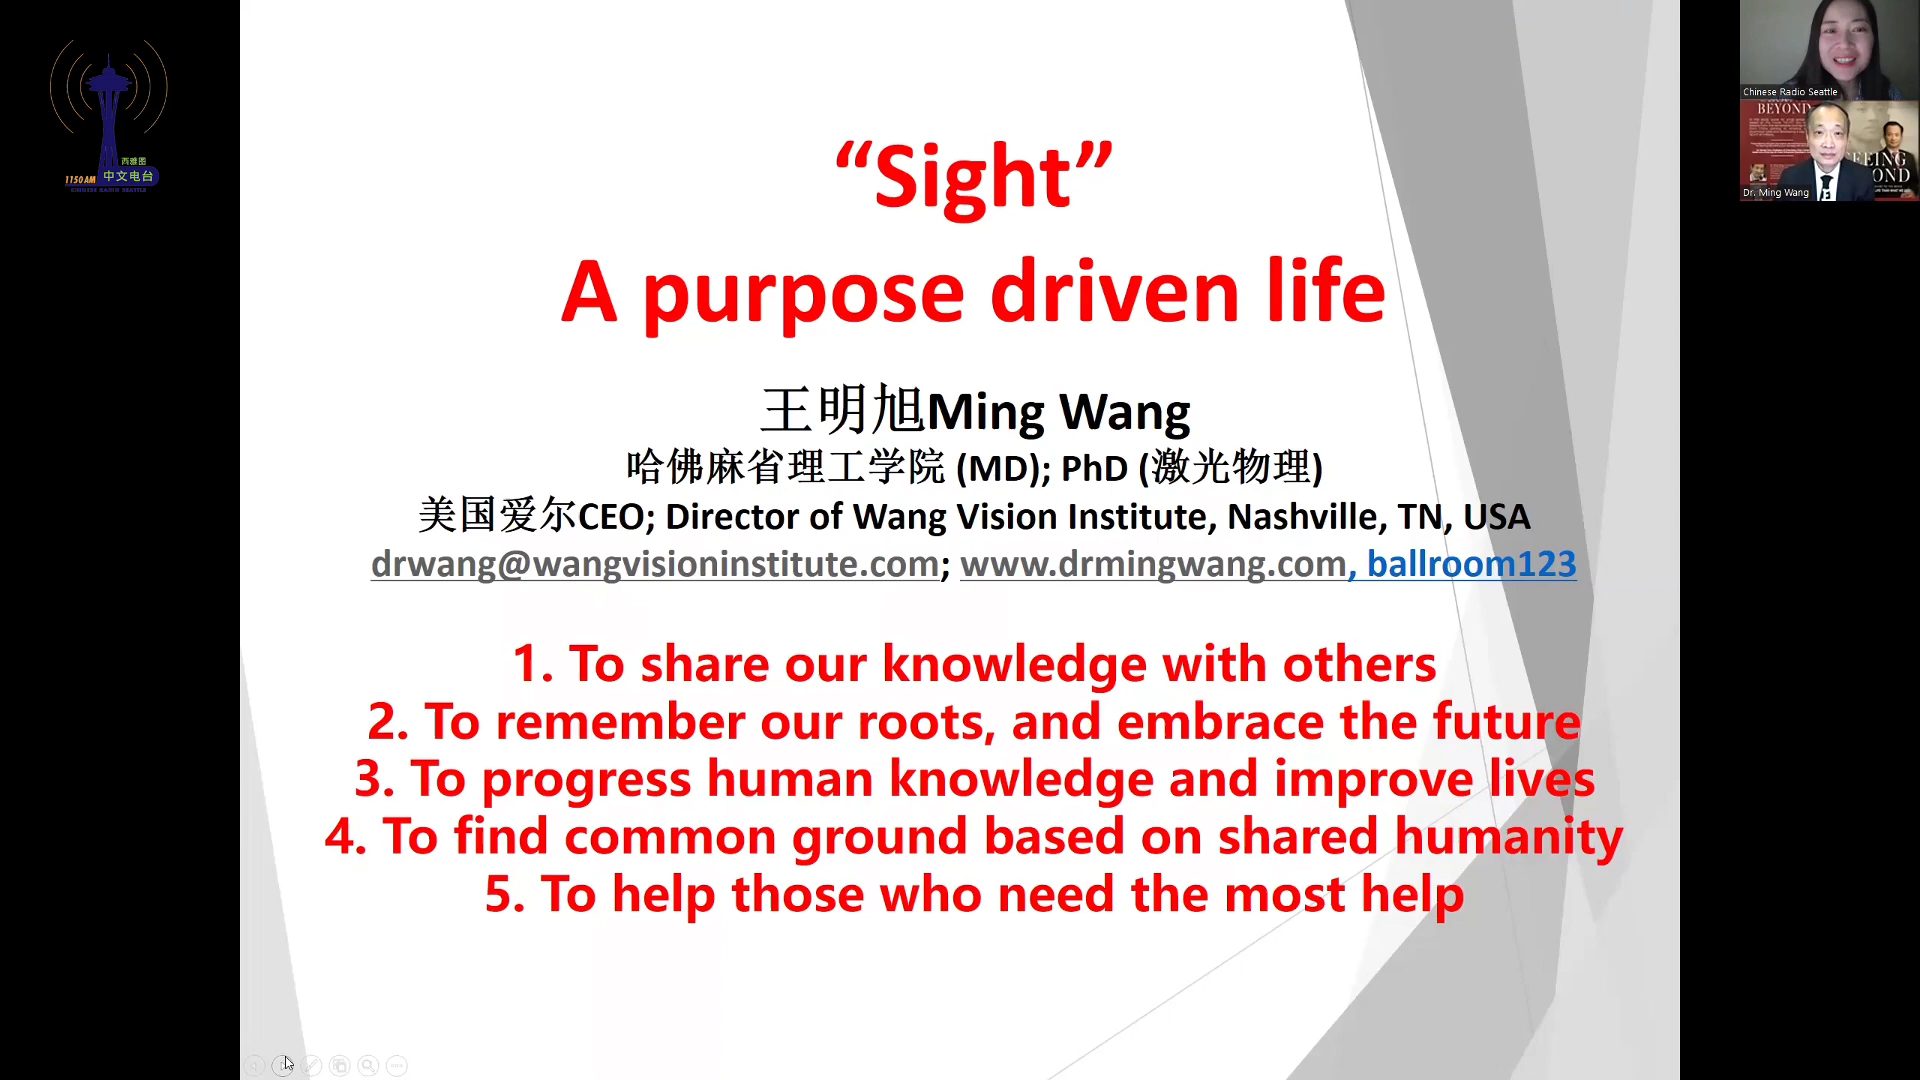 “Sight”
A purpose driven life
王明旭Ming Wang
哈佛麻省理工学院 (MD); PhD (激光物理)
美国爱尔CEO; Director of Wang Vision Institute, Nashville, TN, USA
drwang@wangvisioninstitute.com; www.drmingwang.com, ballroom123
1. To share our knowledge with others
2. To remember our roots, and embrace the future
3. To progress human knowledge and improve lives
4. To find common ground based on shared humanity
5. To help those who need the most help
西雅图
1150 AM 中文电台
CHINESE RADIO SEATTLE
Chinese Radio Seattle
BEYOND
Dr. Ming Wang